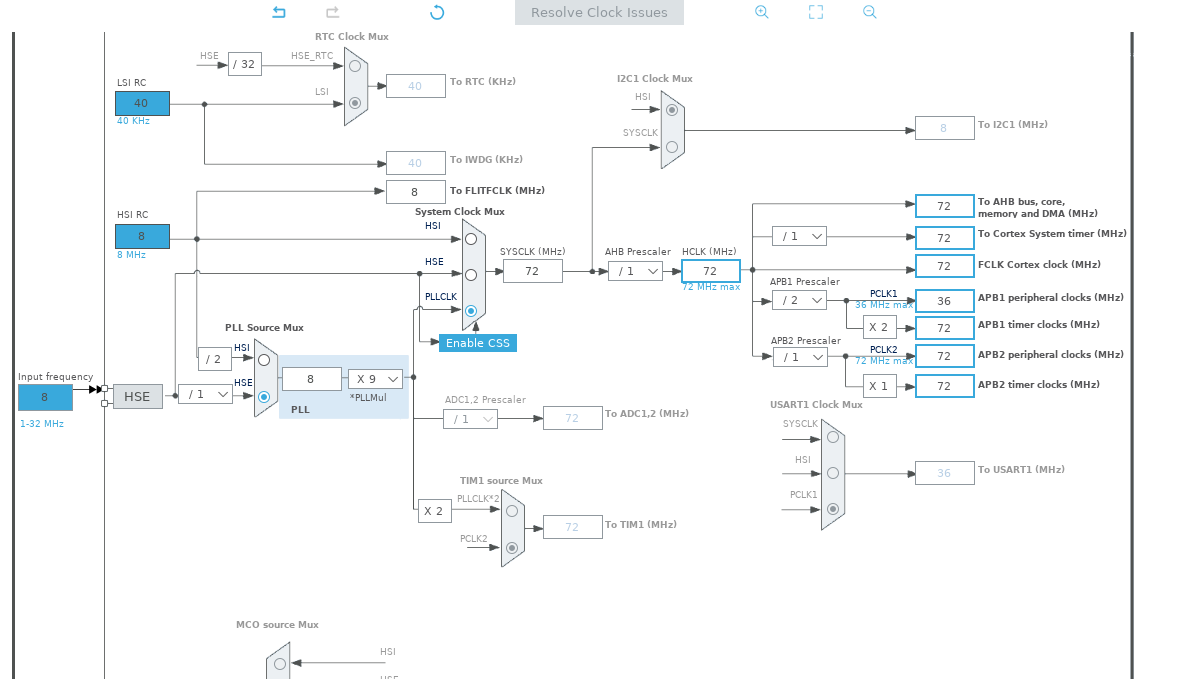 Resolve Clock Issues
RTC Clock Mux
HSE
/ 32
HSE_RTC
40
To RTC (KHz)
LSI RC
40
40 KHz
LSI
40
To IWDG (KHz)
I2C1 Clock Mux
HSI
SYSCLK
8
To I2C1 (MHz)
8
To FLITFCLK (MHz)
HSI RC
8
8 MHz
System Clock Mux
HSI
HSE
PLLCLK
Enable CSS
SYSCLK (MHz)
72
AHB Prescaler
/ 1
HCLK (MHz)
72
72 MHz max
72
To AHB bus, core,
memory and DMA (MHz)
/ 1
72
To Cortex System timer (MHz)
72
FCLK Cortex clock (MHz)
APB1 Prescaler
/ 2
PCLK1
36 MHz max
36
APB1 peripheral clocks (MHz)
X 2
72
APB1 timer clocks (MHz)
APB2 Prescaler
/ 1
PCLK2
72 MHz max
72
APB2 peripheral clocks (MHz)
X 1
72
APB2 timer clocks (MHz)
PLL Source Mux
/ 2
HSI
Input frequency
8
1-32 MHz
HSE
/ 1
HSE
8
X 9
*PLLMul
PLL
ADC1,2 Prescaler
/ 1
72
To ADC1,2 (MHz)
USART1 Clock Mux
SYSCLK
HSI
PCLK1
36
To USART1 (MHz)
TIM1 source Mux
X 2
PLLCLK*2
PCLK2
72
To TIM1 (MHz)
MCO source Mux
HSI
HSE